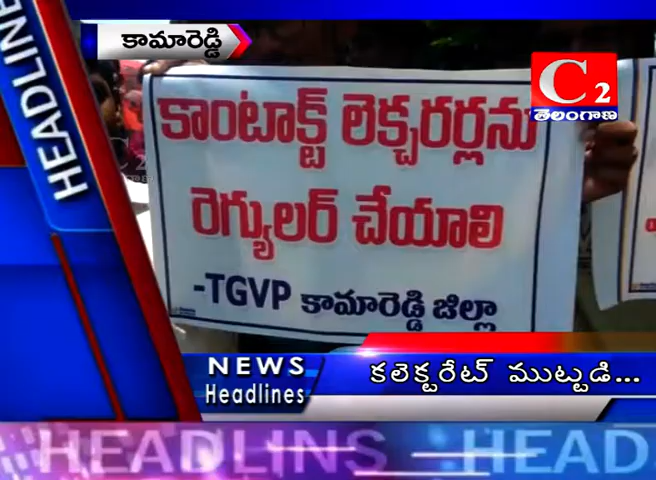 HEADLINE
కామారెడ్డి
C2
తెలంగాణ
కాంటాక్ట్ లెక్చరర్లను
రెగ్యులర్ చేయాలి
-TGVP కామారెడ్డి జిల్లా
NEWS
Headlines
కలెక్టరేట్ ముట్టడి...
HEADLINS HEAD